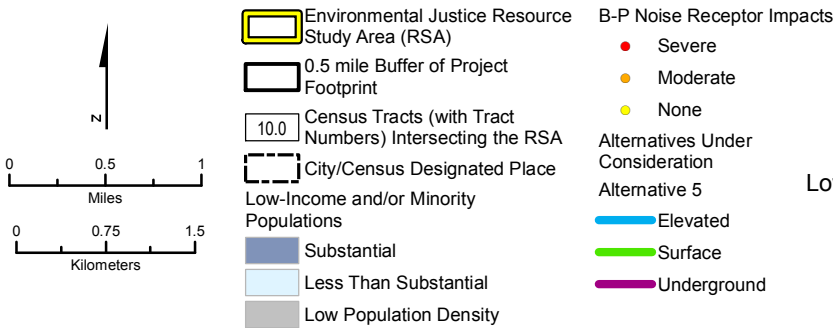 N
0 0.5 1
Miles
0 0.75 1.5
Kilometers
Environmental Justice Resource
Study Area (RSA)
0.5 mile Buffer of Project
Footprint
10.0
Census Tracts (with Tract
Numbers) Intersecting the RSA
City/Census Designated Place
Low-Income and/or Minority
Populations
Substantial
Less Than Substantial
Low Population Density
B-P Noise Receptor Impacts
Severe
Moderate
None
Alternatives Under
Consideration
Alternative 5
Elevated
Surface
Underground
Lo